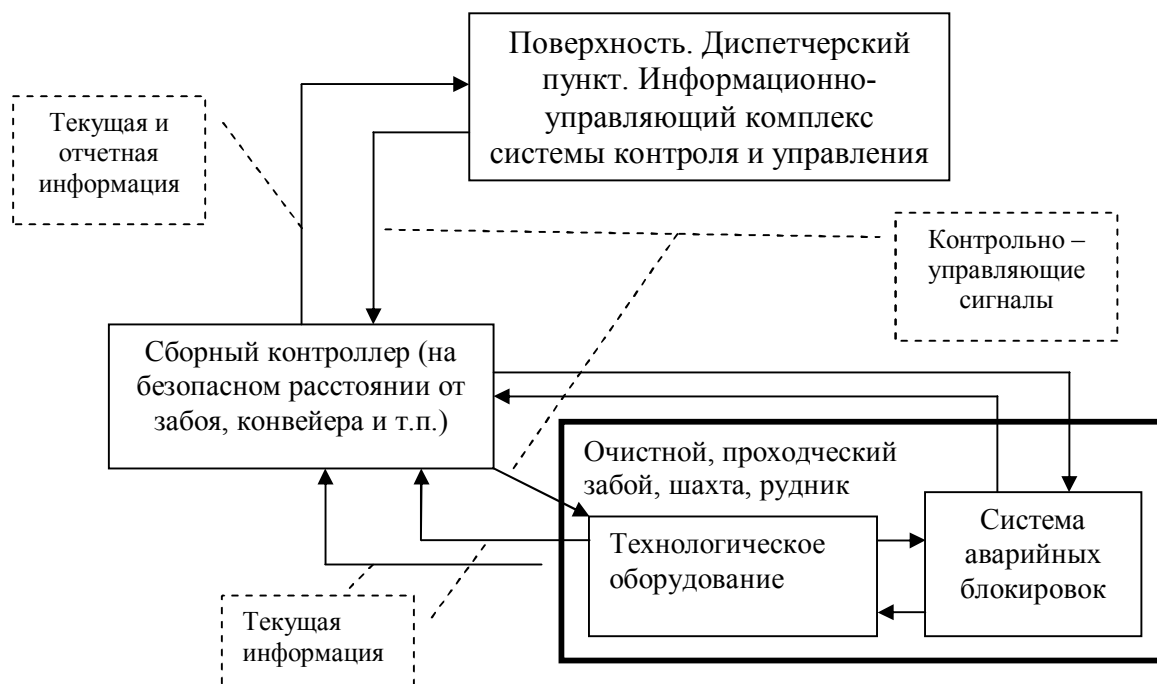 Поверхность. Диспетчерский
пункт. Информационно-
управляющий комплекс
системы контроля и управления
Текущая и
отчетная
информация
Контрольно –
управляющие
сигналы
Сборный контроллер (на
безопасном расстоянии от
забоя, конвейера и т.п.)
Очистной, проходческий
забой, шахта, рудник
Технологическое
оборудование
Система
аварийных
блокировок
Текущая
информация